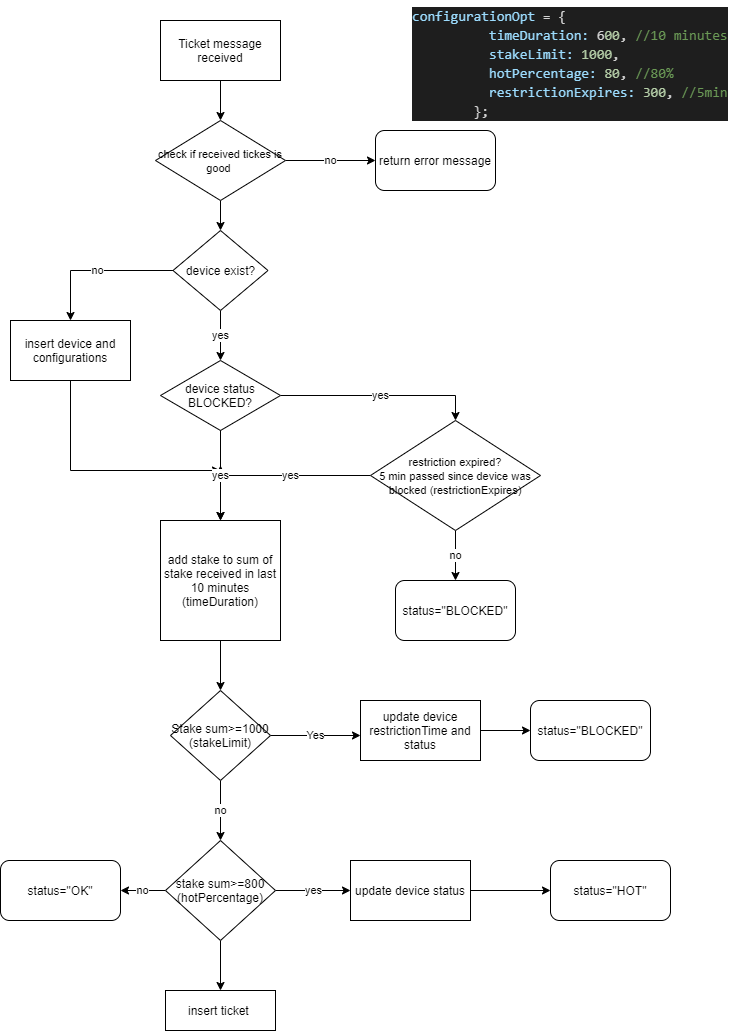 configurationOpt = {
timeDuration: 600, //10 minutes
stakeLimit: 1000,
hotPercentage: 80, //80%
restrictionExpires: 300, //5min
};
Ticket message
received
check if received tickes is
good
no
return error message
device exist?
no
insert device and
configurations
yes
device status
BLOCKED?
yes
restriction expired?
5 min passed since device was
blocked (restrictionExpires)
yes
yes
no
status="BLOCKED"
add stake to sum of
stake received in last
10 minutes
(timeDuration)
Stake sum>=1000
(stakeLimit)
Yes
update device
restrictionTime and
status
status="BLOCKED"
no
stake sum>=800
(hotPercentage)
no
status="OK"
yes
update device status
status="HOT"
insert ticket